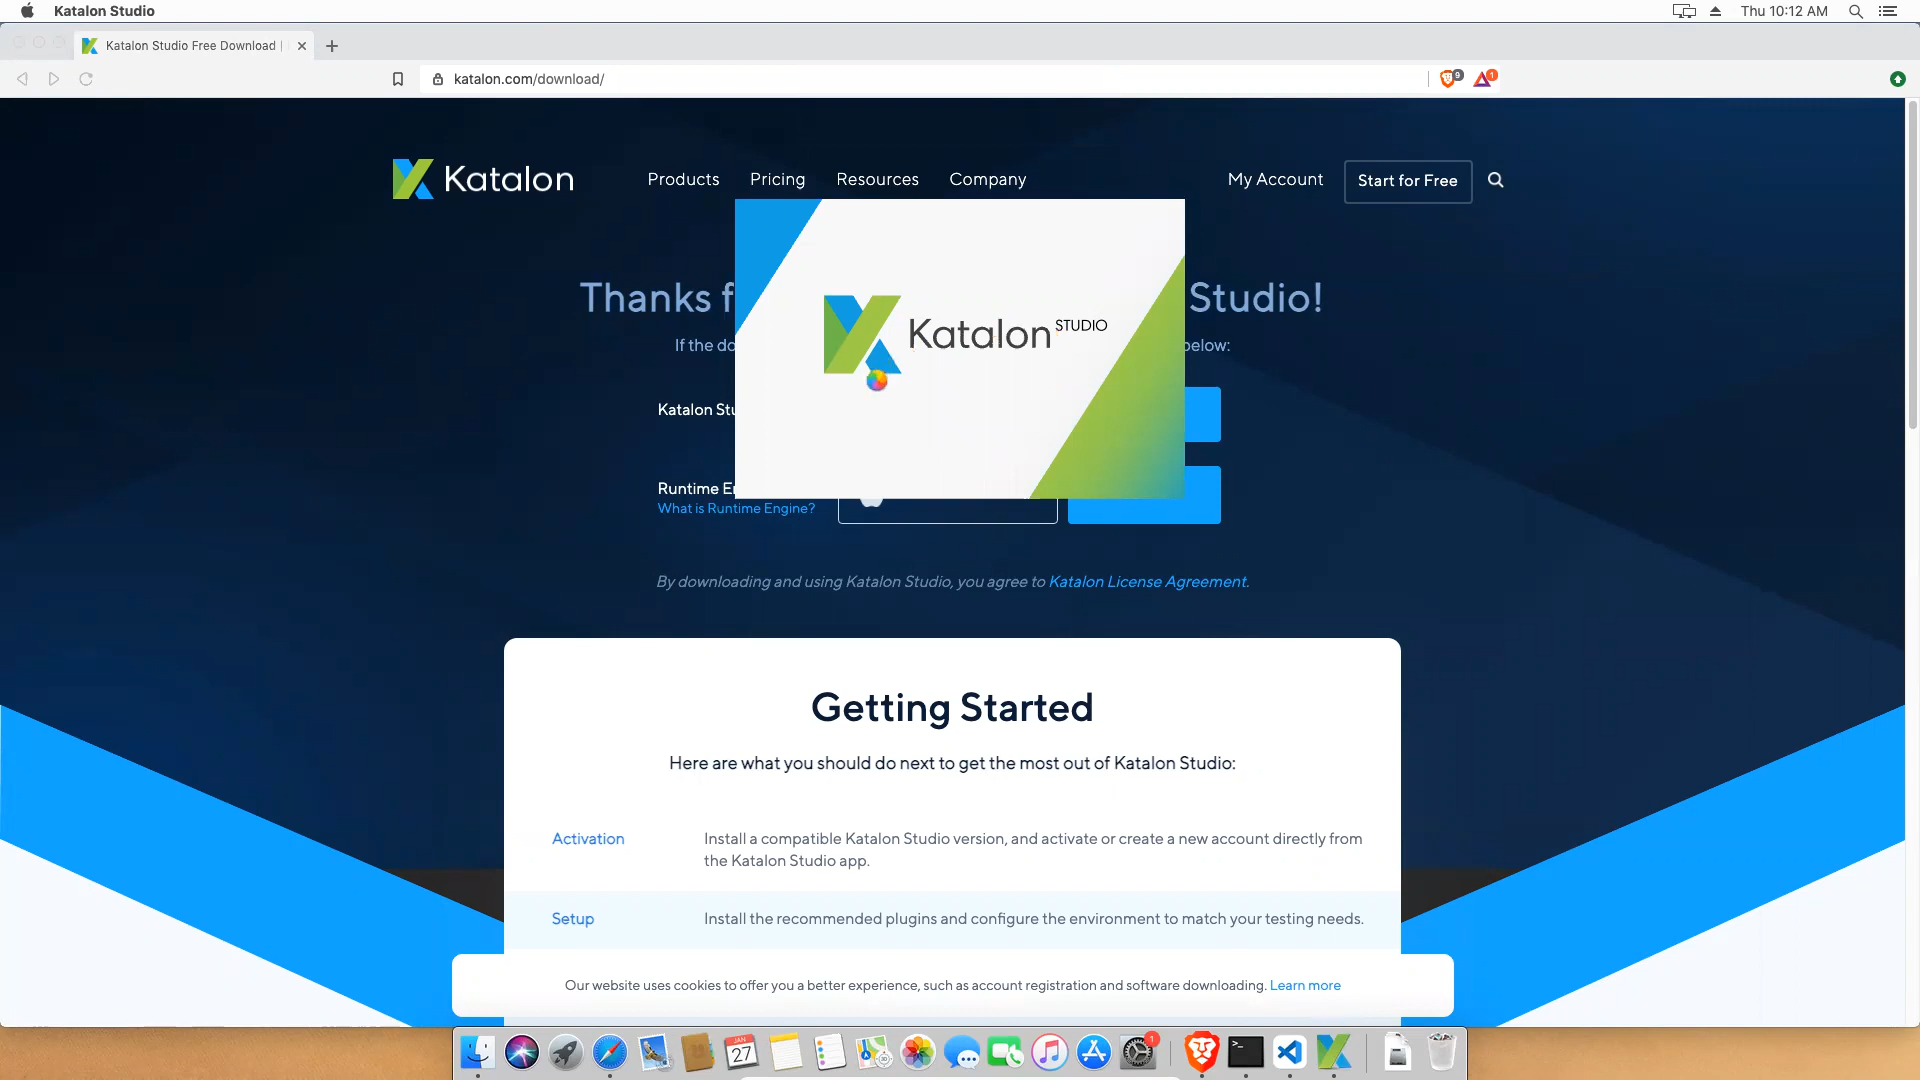 Katalon Studio
Thu 10:12 AM
Katalon Studio Free Download |
katalon.com/download/
9
1
Katalon
Products
Pricing
Resources
Company
My Account
Start for Free
Thanks f
Studio!
If the do
below:
Katalon STUDIO
Katalon Stu
Runtime E
What is Runtime Engine?
By downloading and using Katalon Studio, you agree to Katalon License Agreement.
Getting Started
Here are what you should do next to get the most out of Katalon Studio:
Activation
Install a compatible Katalon Studio version, and activate or create a new account directly from
the Katalon Studio app.
Setup
Install the recommended plugins and configure the environment to match your testing needs.
Our website uses cookies to offer you a better experience, such as account registration and software downloading. Learn more
JAN
27
1